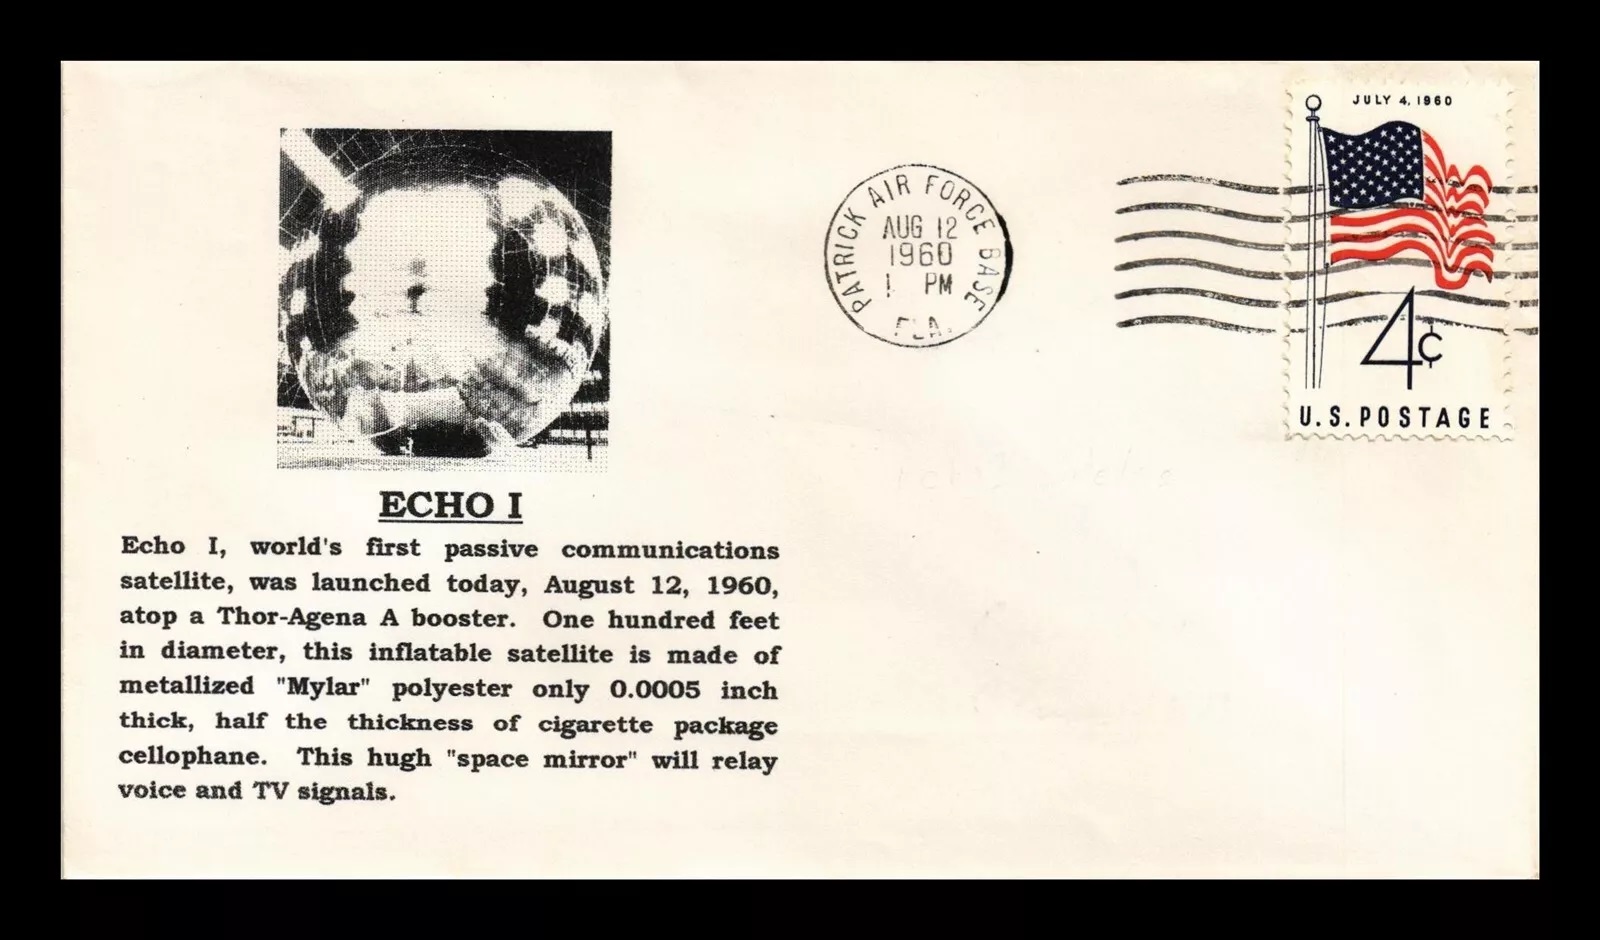 JULY 4, 1960
PATRICK AIR FORCE BASE
AUG 12
1960
1 PM
FLA.
4¢
U.S. POSTAGE
ECHO I
Echo I, world's first passive communications
satellite, was launched today, August 12, 1960,
atop a Thor-Agena A booster. One hundred feet
in diameter, this inflatable satellite is made of
metallized "Mylar" polyester only 0.0005 inch
thick, half the thickness of cigarette package
cellophane. This hugh "space mirror" will relay
voice and TV signals.